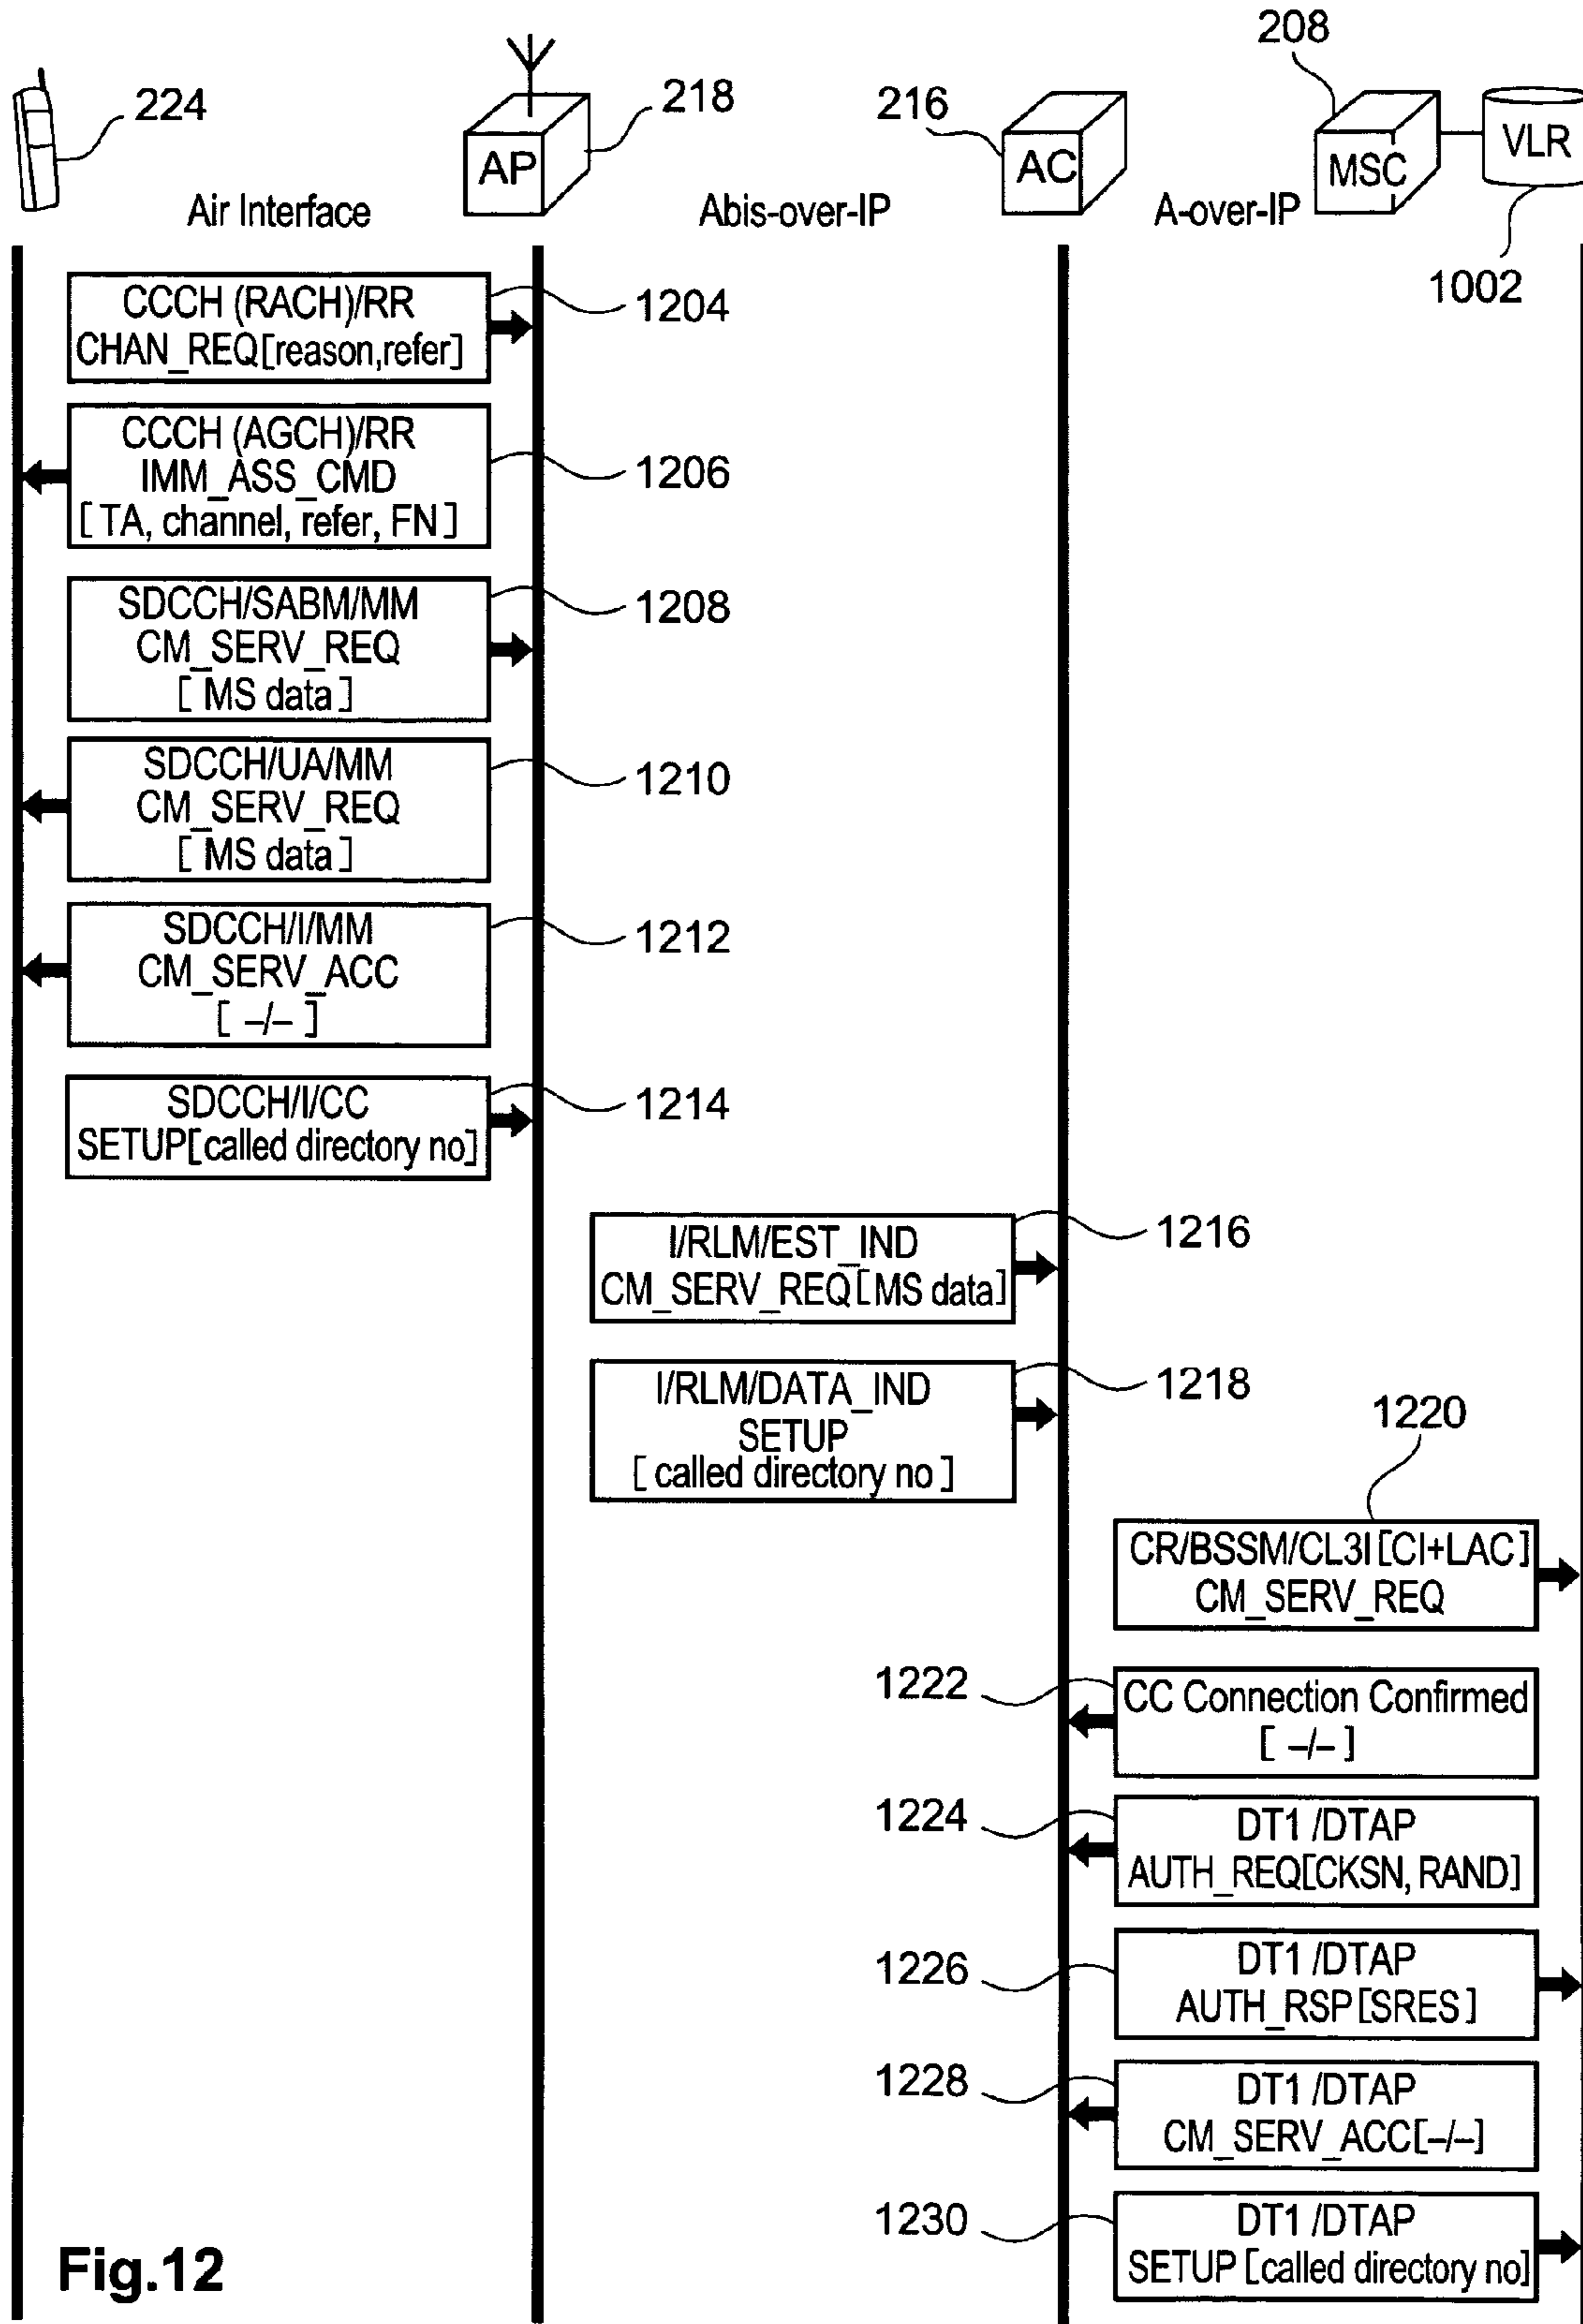 208
224
218
216
AP
AC
MSC
VLR
Air Interface
Abis-over-IP
A-over-IP
1002
CCCH (RACH)/RR
CHAN_REQ[reason,refer]
1204
CCCH (AGCH)/RR
IMM_ASS_CMD
[TA, channel, refer, FN]
1206
SDCCH/SABM/MM
CM_SERV_REQ
[MS data]
1208
SDCCH/UA/MM
CM_SERV_REQ
[MS data]
1210
SDCCH/I/MM
CM_SERV_ACC
[ –/– ]
1212
SDCCH/I/CC
SETUP[called directory no]
1214
I/RLM/EST_IND
CM_SERV_REQ[MS data]
1216
I/RLM/DATA_IND
SETUP
[called directory no]
1218
1220
CR/BSSM/CL3I[CI+LAC]
CM_SERV_REQ
1222
CC Connection Confirmed
[ –/– ]
1224
DT1 /DTAP
AUTH_REQ[CKSN, RAND]
1226
DT1 /DTAP
AUTH_RSP[SRES]
1228
DT1 /DTAP
CM_SERV_ACC[–/–]
1230
DT1 /DTAP
SETUP [called directory no]
Fig.12